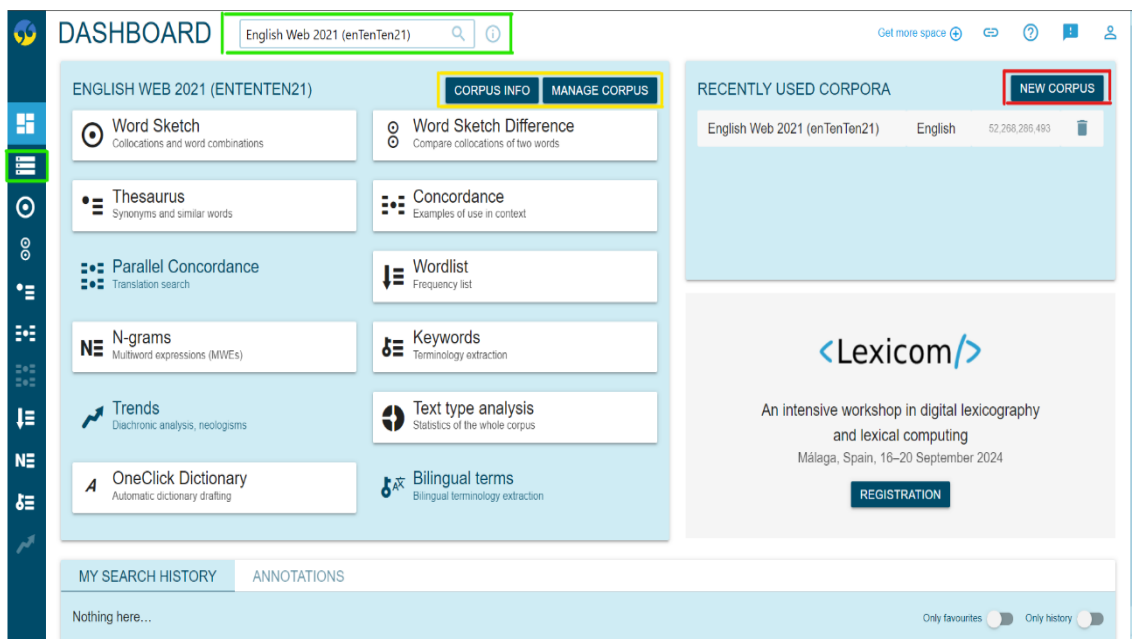 DASHBOARD
English Web 2021 (enTenTen21)
Get more space
ENGLISH WEB 2021 (ENTENTEN21)
CORPUS INFO
MANAGE CORPUS
Word Sketch
Collocations and word combinations
Word Sketch Difference
Compare collocations of two words
Thesaurus
Synonyms and similar words
Concordance
Examples of use in context
Parallel Concordance
Translation search
Wordlist
Frequency list
N-grams
Multiword expressions (MWEs)
Keywords
Terminology extraction
Trends
Diachronic analysis, neologisms
Text type analysis
Statistics of the whole corpus
OneClick Dictionary
Automatic dictionary drafting
Bilingual terms
Bilingual terminology extraction
RECENTLY USED CORPORA
NEW CORPUS
English Web 2021 (enTenTen21) English 52,268,286,493
<Lexicom/>
An intensive workshop in digital lexicography
and lexical computing
Málaga, Spain, 16–20 September 2024
REGISTRATION
MY SEARCH HISTORY
ANNOTATIONS
Nothing here…
Only favourites
Only history